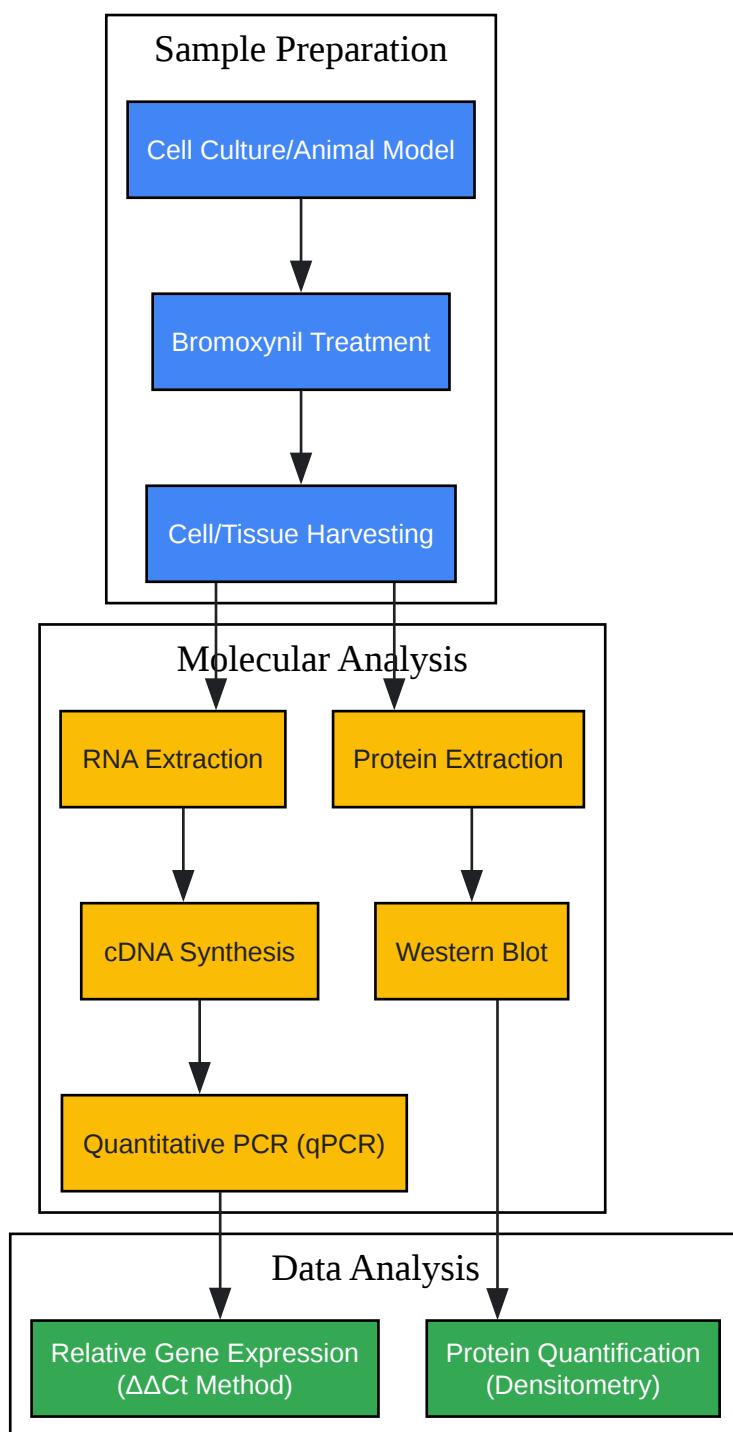 Sample Preparation
Cell Culture/Animal Model
Bromoxynil Treatment
Cell/Tissue Harvesting
Molecular Analysis
RNA Extraction
Protein Extraction
cDNA Synthesis
Western Blot
Quantitative PCR (qPCR)
Data Analysis
Relative Gene Expression
(ΔΔCt Method)
Protein Quantification
(Densitometry)